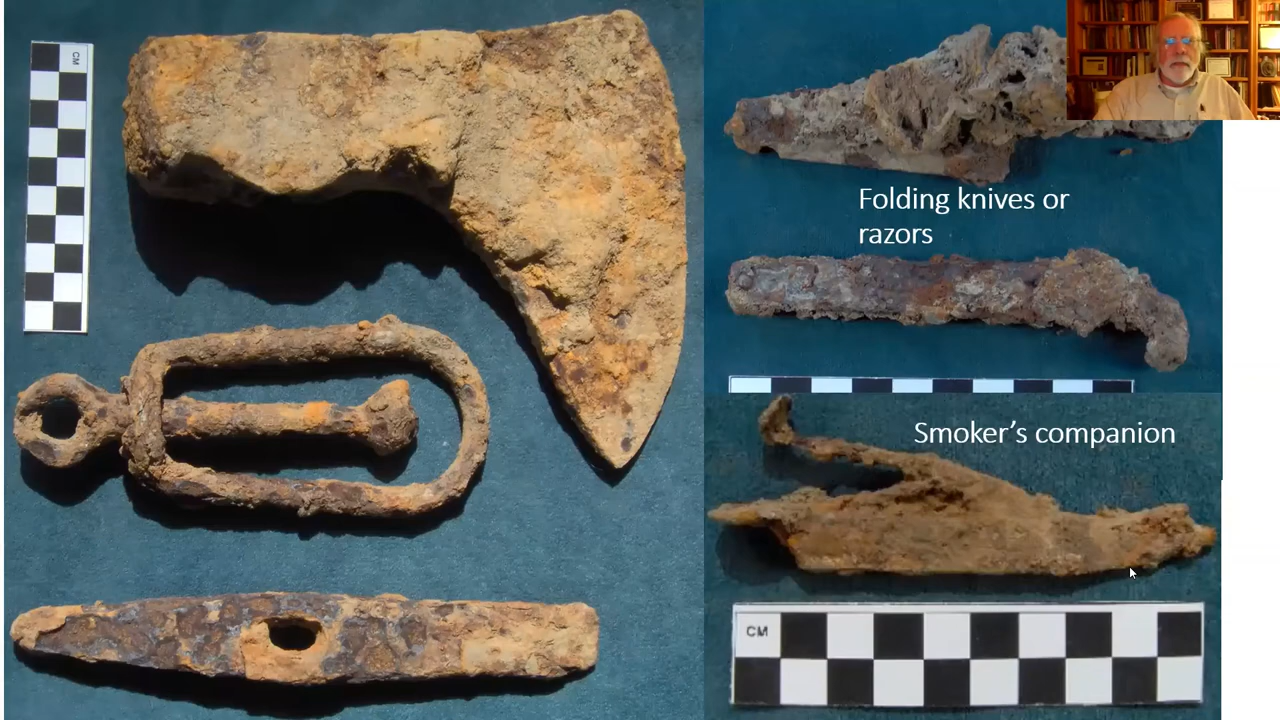 CM
Folding knives or
razors
Smoker's companion
CM